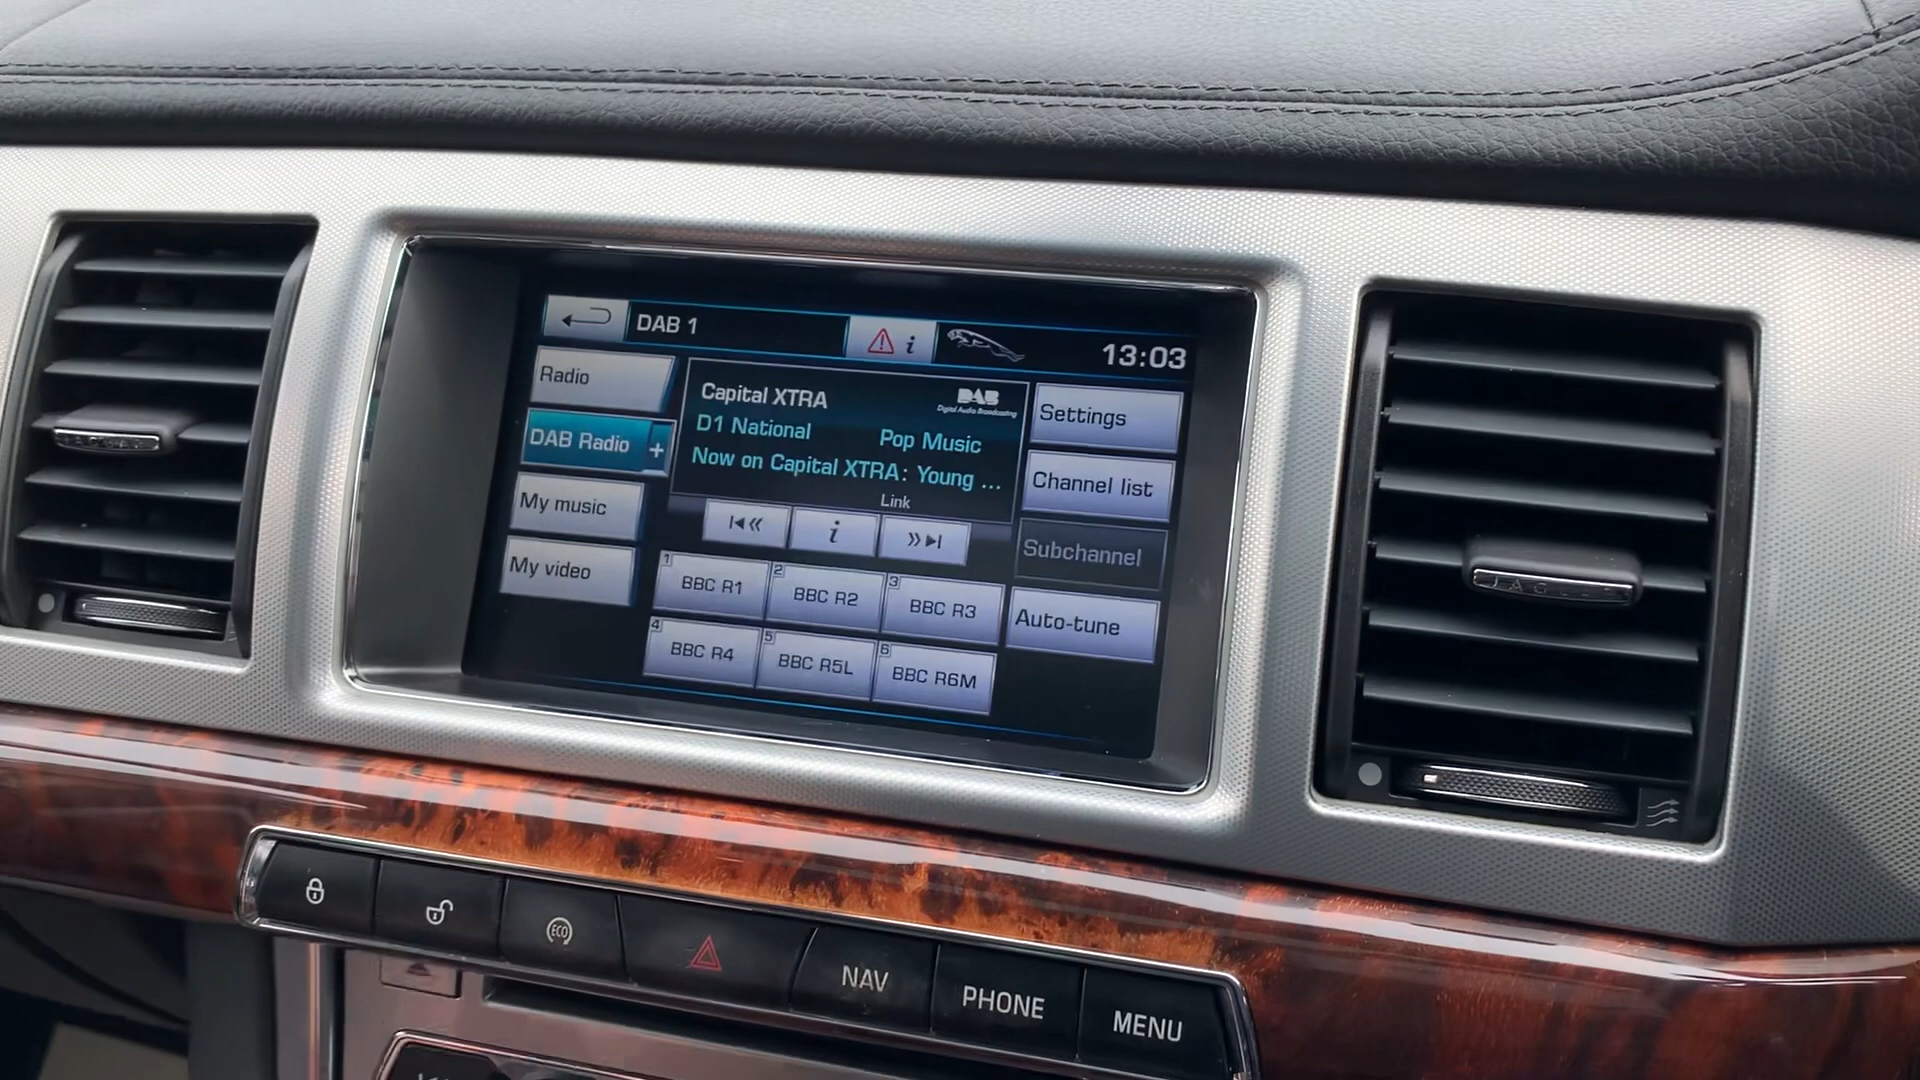 DAB 1
i
13:03
Radio
DAB Radio +
My music
My video
Capital XTRA
DAB
Digital Audio Broadcasting
D1 National
Pop Music
Now on Capital XTRA: Young ...
Link
i
1 BBC R1
2 BBC R2
3 BBC R3
4 BBC R4
5 BBC R5L
6 BBC R6M
Settings
Channel list
Subchannel
Auto-tune
JAGUAR
JAGUAR
ECO
NAV
PHONE
MENU